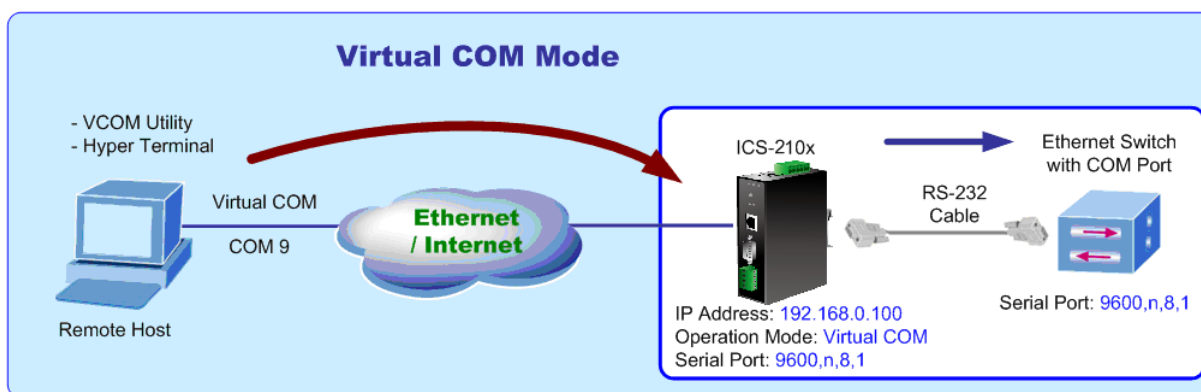 Virtual COM Mode
- VCOM Utility
- Hyper Terminal
Virtual COM
COM 9
Remote Host
Ethernet
/ Internet
ICS-210x
IP Address: 192.168.0.100
Operation Mode: Virtual COM
Serial Port: 9600,n,8,1
RS-232
Cable
Ethernet Switch
with COM Port
Serial Port: 9600,n,8,1